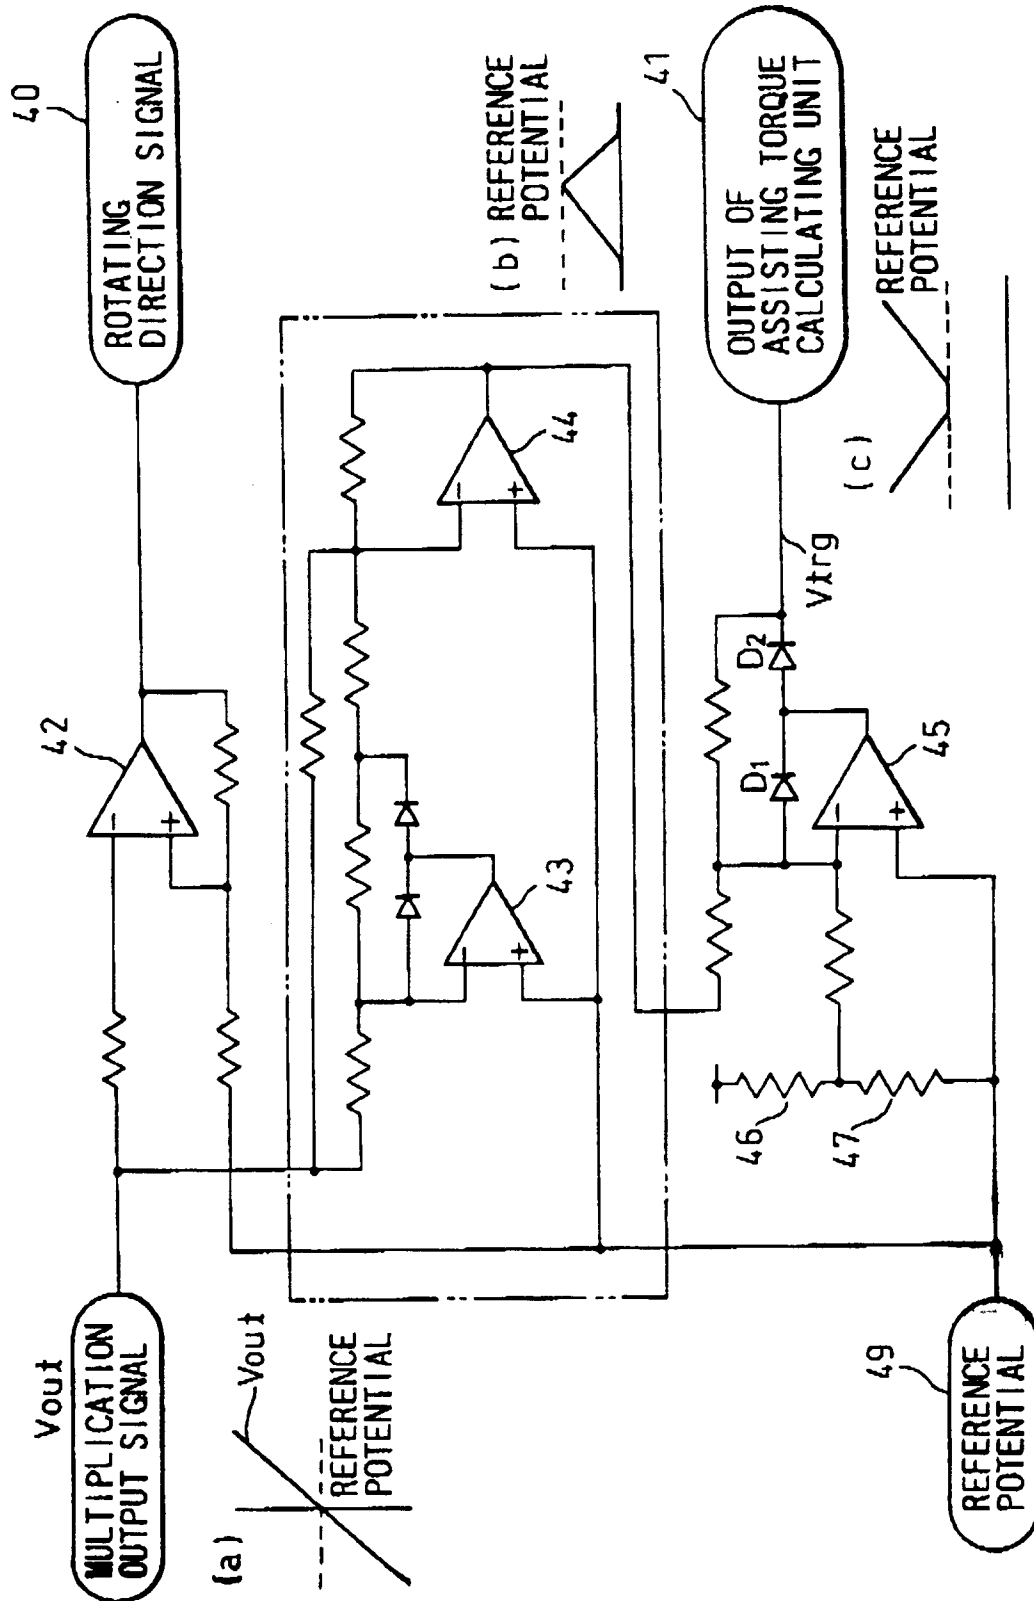 Vout
MULTIPLICATION
OUTPUT SIGNAL
(a)
Vout
REFERENCE
POTENTIAL
42
−
+
40
ROTATING
DIRECTION SIGNAL
43
−
+
44
−
+
(b) REFERENCE
POTENTIAL
46
47
D1
D2
45
−
+
Vtrg
41
OUTPUT OF
ASSISTING TORQUE
CALCULATING UNIT
(c)
REFERENCE
POTENTIAL
49
REFERENCE
POTENTIAL